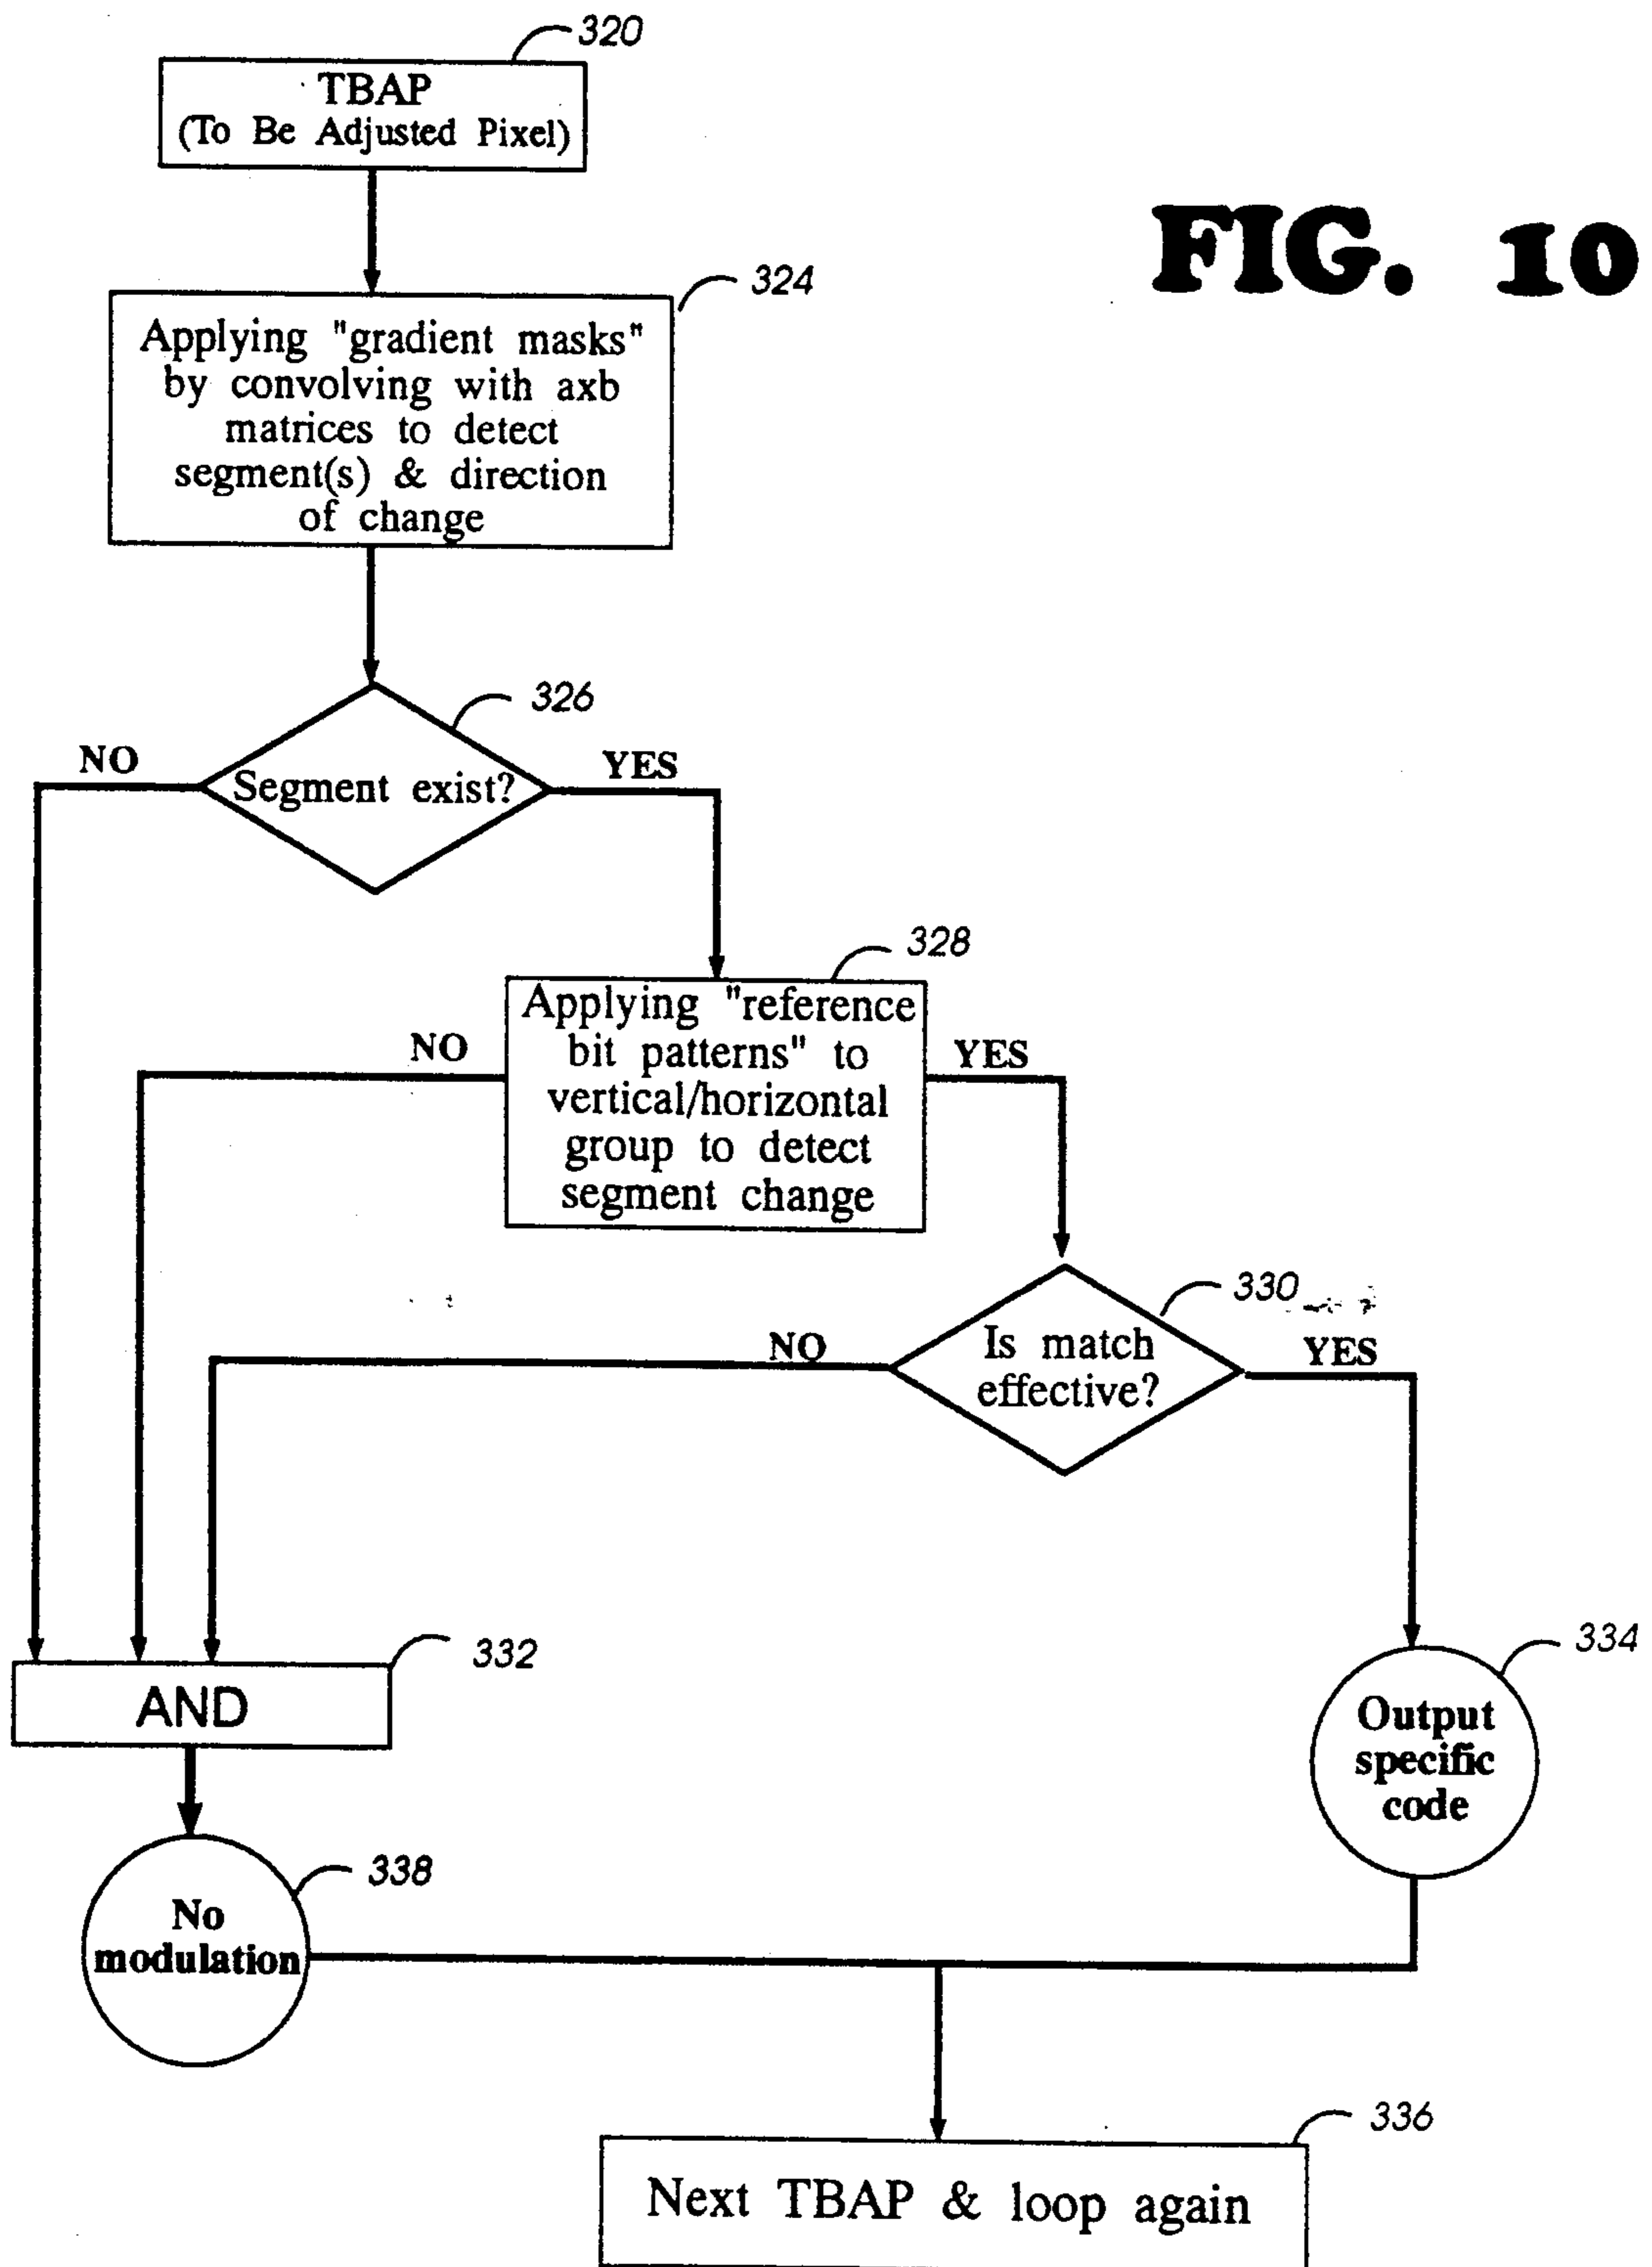 320
TBAP
(To Be Adjusted Pixel)
FIG. 10
324
Applying "gradient masks"
by convolving with axb
matrices to detect
segment(s) & direction
of change
326
NO
Segment exist?
YES
328
Applying "reference
bit patterns" to
vertical/horizontal
group to detect
segment change
NO
YES
330
Is match
effective?
NO
YES
332
AND
334
Output
specific
code
338
No
modulation
336
Next TBAP & loop again